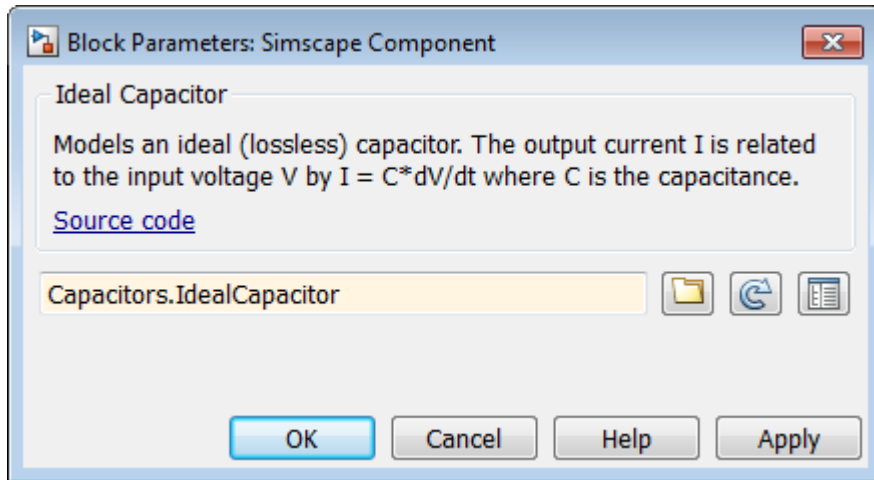 Block Parameters: Simscape Component
Ideal Capacitor
Models an ideal (lossless) capacitor. The output current I is related
to the input voltage V by I = C*dV/dt where C is the capacitance.
Source code
Capacitors.IdealCapacitor
OK Cancel Help Apply